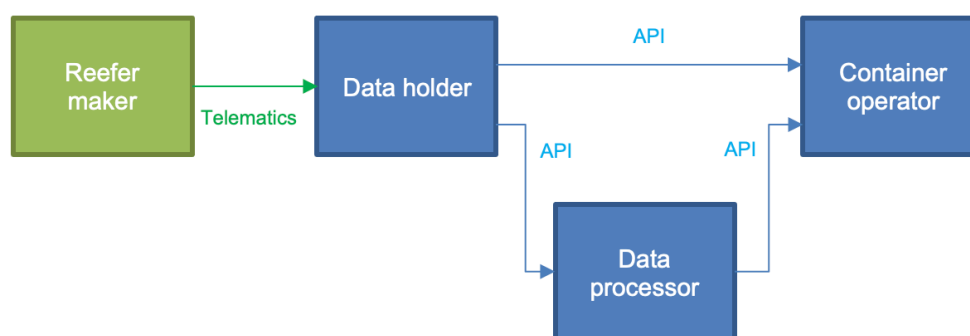 Reefer
maker
Telematics
Data holder
API
API
API
Container
operator
Data
processor